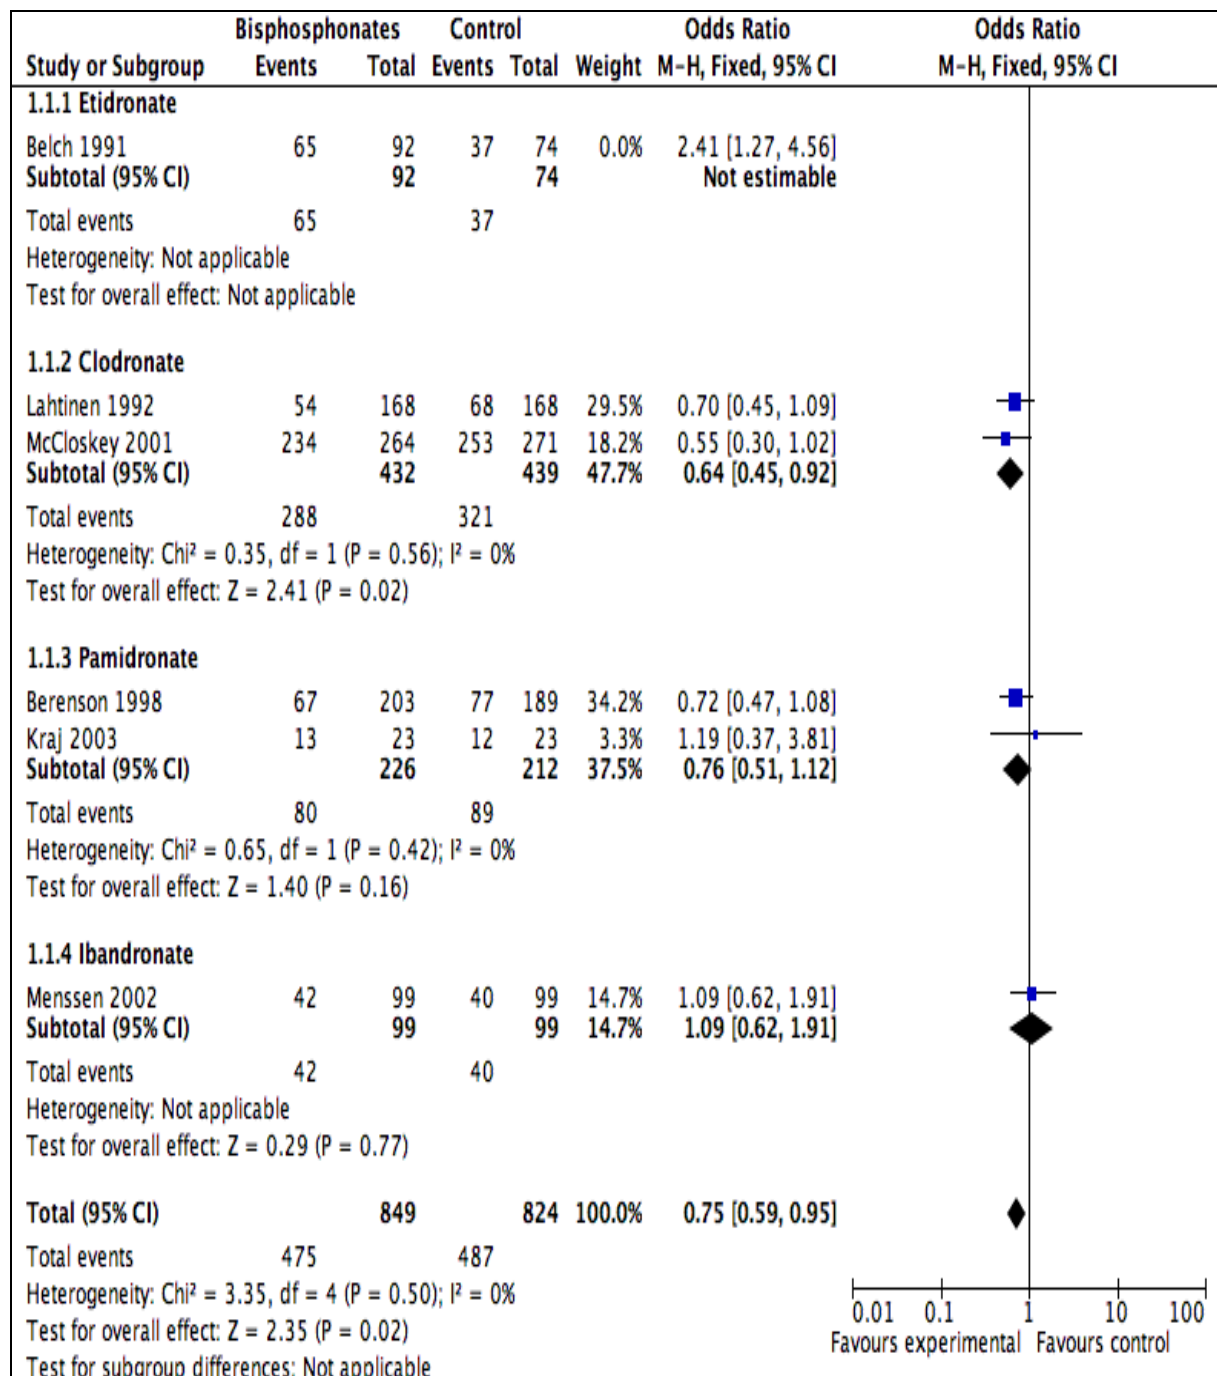 Bisphosphonates Control Odds Ratio Odds Ratio
Study or Subgroup Events Total Events Total Weight M-H, Fixed, 95% CI M-H, Fixed, 95% CI
1.1.1 Etidronate
Belch 1991 65 92 37 74 0.0% 2.41 [1.27, 4.56]
Subtotal (95% CI) 92 74 Not estimable
Total events 65 37
Heterogeneity: Not applicable
Test for overall effect: Not applicable
1.1.2 Clodronate
Lahtinen 1992 54 168 68 168 29.5% 0.70 [0.45, 1.09]
McCloskey 2001 234 264 253 271 18.2% 0.55 [0.30, 1.02]
Subtotal (95% CI) 432 439 47.7% 0.64 [0.45, 0.92]
Total events 288 321
Heterogeneity: Chi² = 0.35, df = 1 (P = 0.56); I² = 0%
Test for overall effect: Z = 2.41 (P = 0.02)
1.1.3 Pamidronate
Berenson 1998 67 203 77 189 34.2% 0.72 [0.47, 1.08]
Kraj 2003 13 23 12 23 3.3% 1.19 [0.37, 3.81]
Subtotal (95% CI) 226 212 37.5% 0.76 [0.51, 1.12]
Total events 80 89
Heterogeneity: Chi² = 0.65, df = 1 (P = 0.42); I² = 0%
Test for overall effect: Z = 1.40 (P = 0.16)
1.1.4 Ibandronate
Menssen 2002 42 99 40 99 14.7% 1.09 [0.62, 1.91]
Subtotal (95% CI) 99 99 14.7% 1.09 [0.62, 1.91]
Total events 42 40
Heterogeneity: Not applicable
Test for overall effect: Z = 0.29 (P = 0.77)
Total (95% CI) 849 824 100.0% 0.75 [0.59, 0.95]
Total events 475 487
Heterogeneity: Chi² = 3.35, df = 4 (P = 0.50); I² = 0%
Test for overall effect: Z = 2.35 (P = 0.02)
Test for subgroup differences: Not applicable
0.01 0.1 1 10 100
Favours experimental Favours control